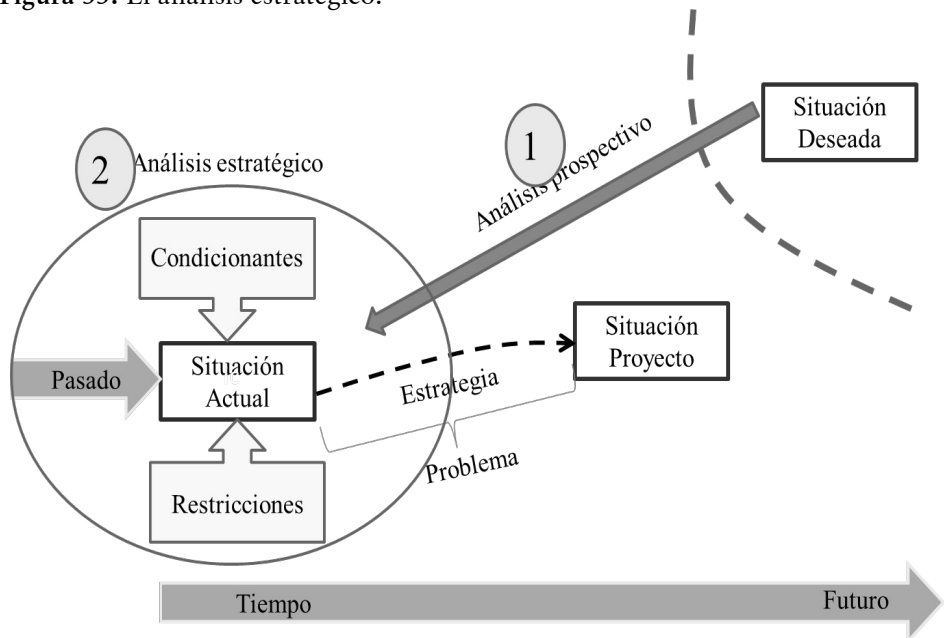 Figura 35. El análisis estratégico.
Situación
Deseada
1
Análisis prospectivo
2
Análisis estratégico
Condicionantes
Situación
Proyecto
Situación
Actual
Pasado
Estrategia
Problema
Restricciones
Tiempo
Futuro